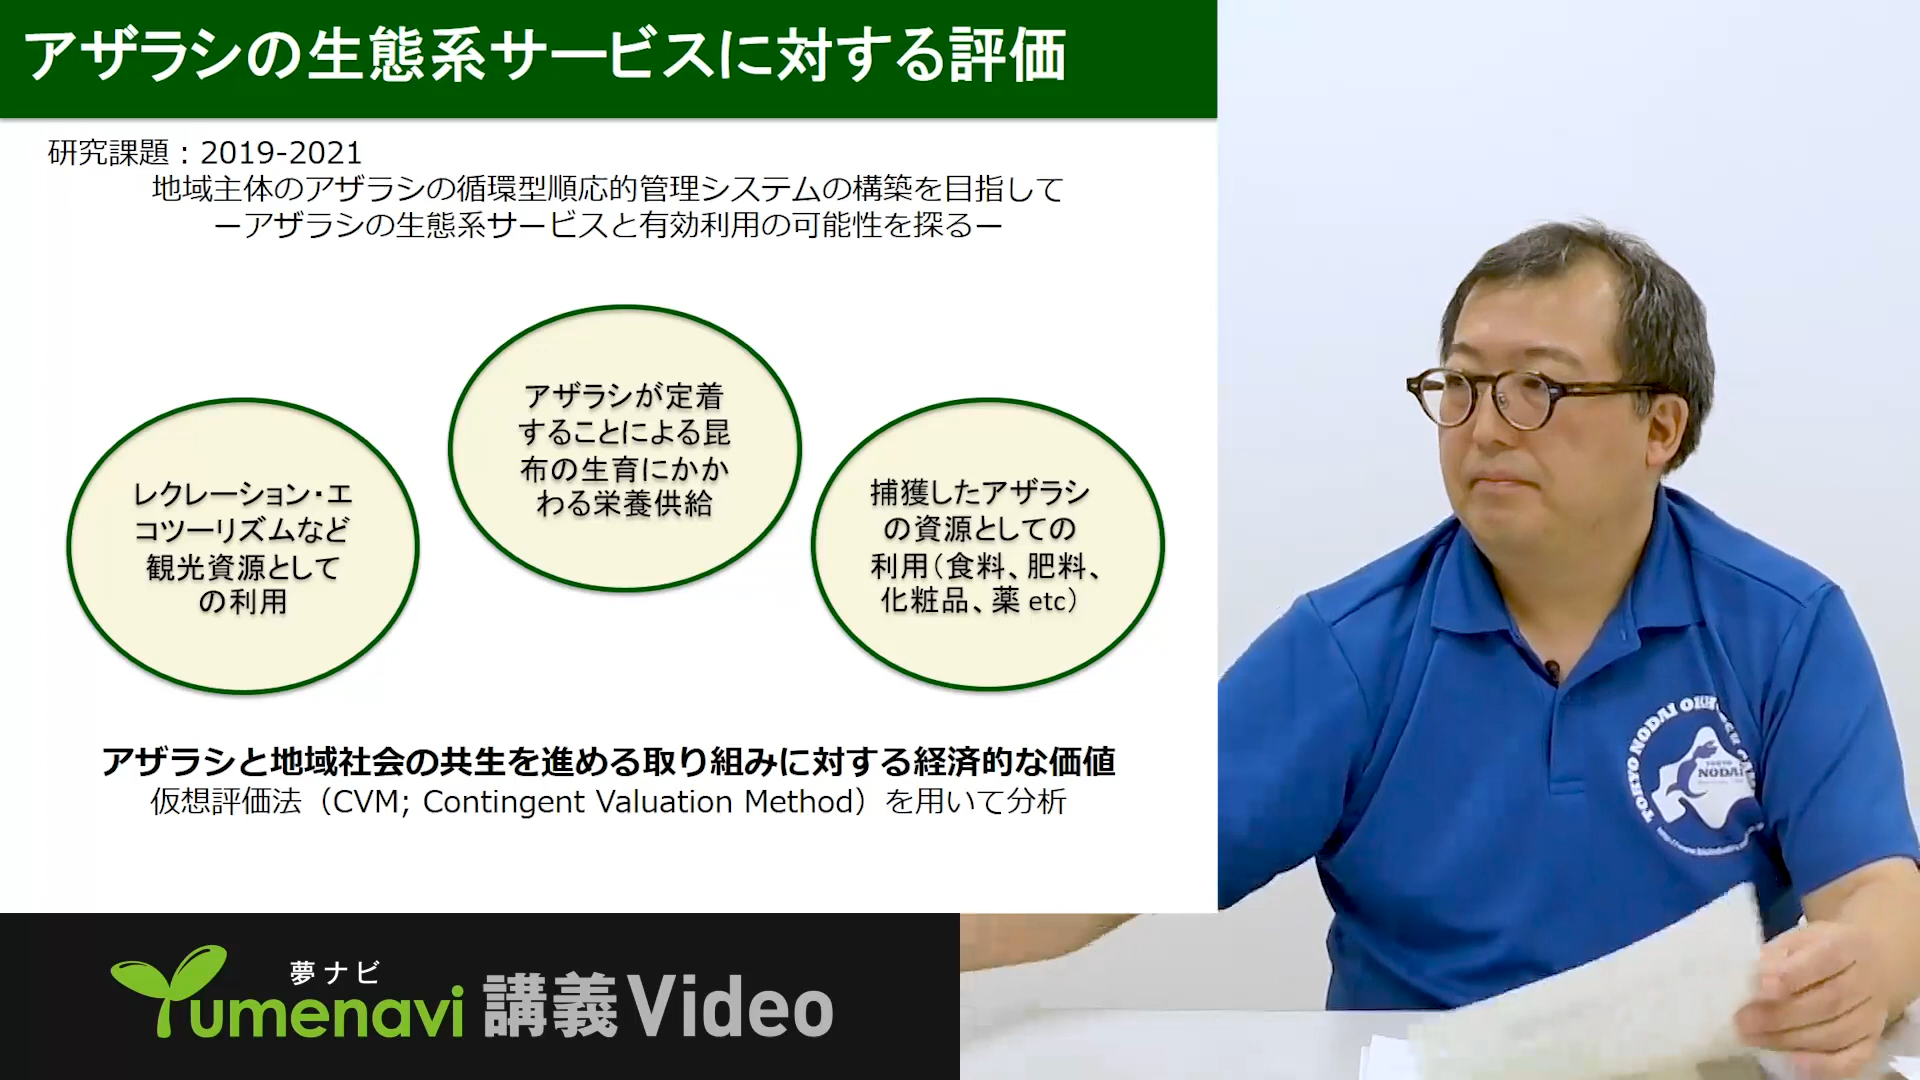 アザラシの生態系サービスに対する評価
研究課題：2019-2021
地域主体のアザラシの循環型順応的管理システムの構築を目指して
ーアザラシの生態系サービスと有効利用の可能性を探るー
アザラシが定着
することによる昆
布の生育にかか
わる栄養供給
レクレーション・エ
コツーリズムなど
観光資源として
の利用
捕獲したアザラシ
の資源としての
利用（食料、肥料、
化粧品、薬 etc）
アザラシと地域社会の共生を進める取り組みに対する経済的な価値
仮想評価法（CVM; Contingent Valuation Method）を用いて分析
夢ナビ
Yumenavi 講義Video
TOKYO NODAI
TOKYO
NODAI